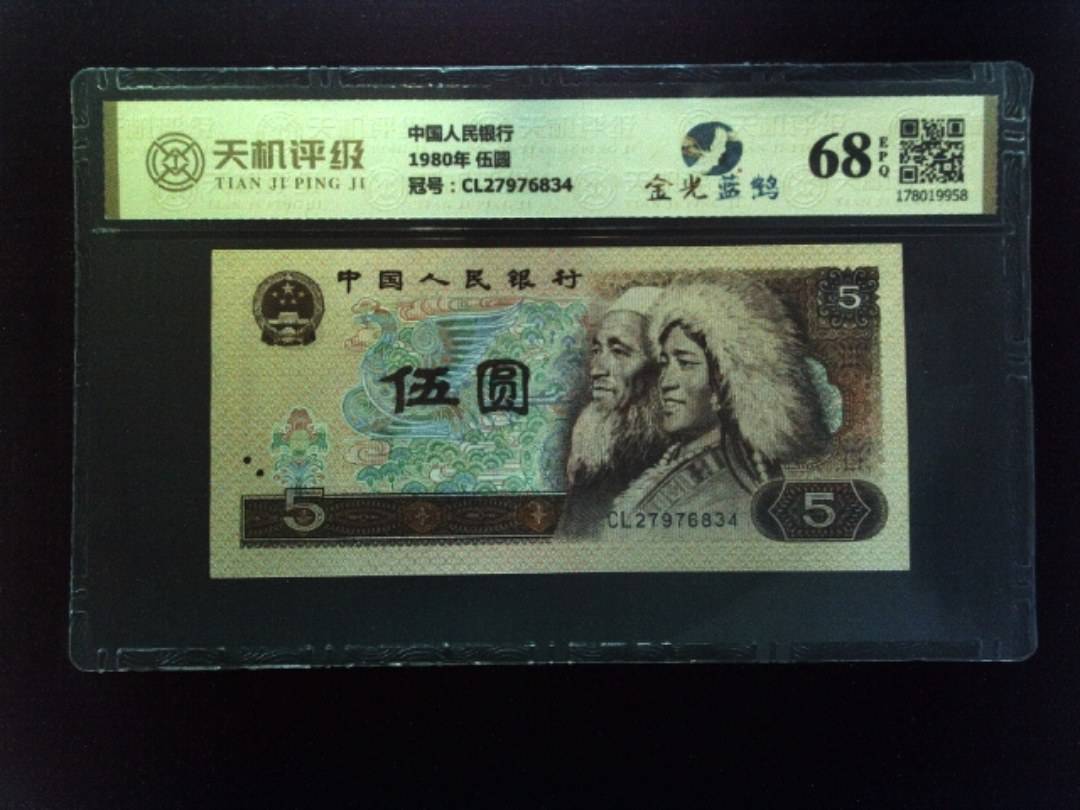 天机评级
TIAN JI PING JI
中国人民银行
1980年 伍圆
冠号：CL27976834
金光蓝鹤
68
EPQ
178019958
中国人民银行
5
伍圆
5
CL27976834
5